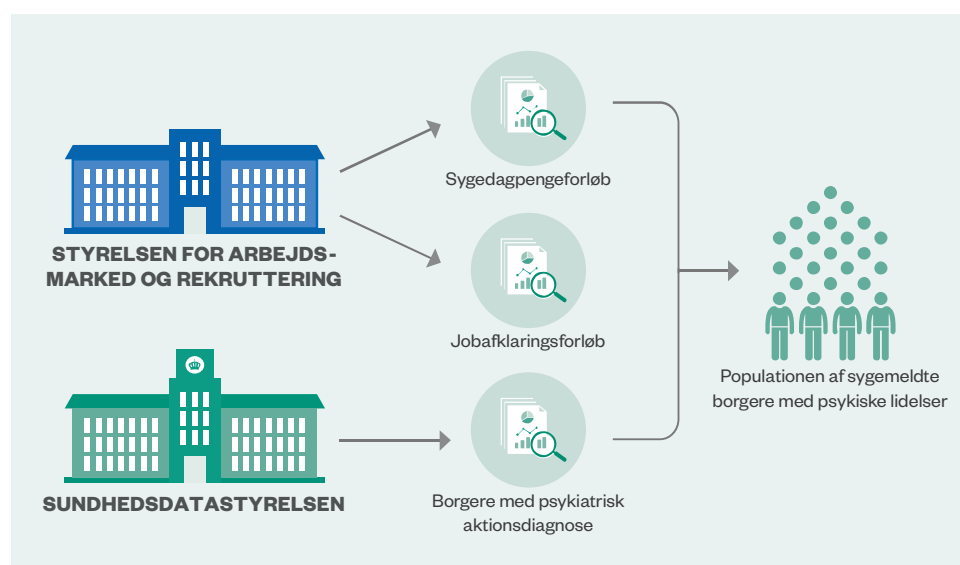 Sygedagpengeforløb
STYRELSEN FOR ARBEJDS-
MARKED OG REKRUTTERING
Jobafklaringsforløb
Populationen af sygemeldte
borgere med psykiske lidelser
SUNDHEDSDATASTYRELSEN
Borgere med psykiatrisk
aktionsdiagnose